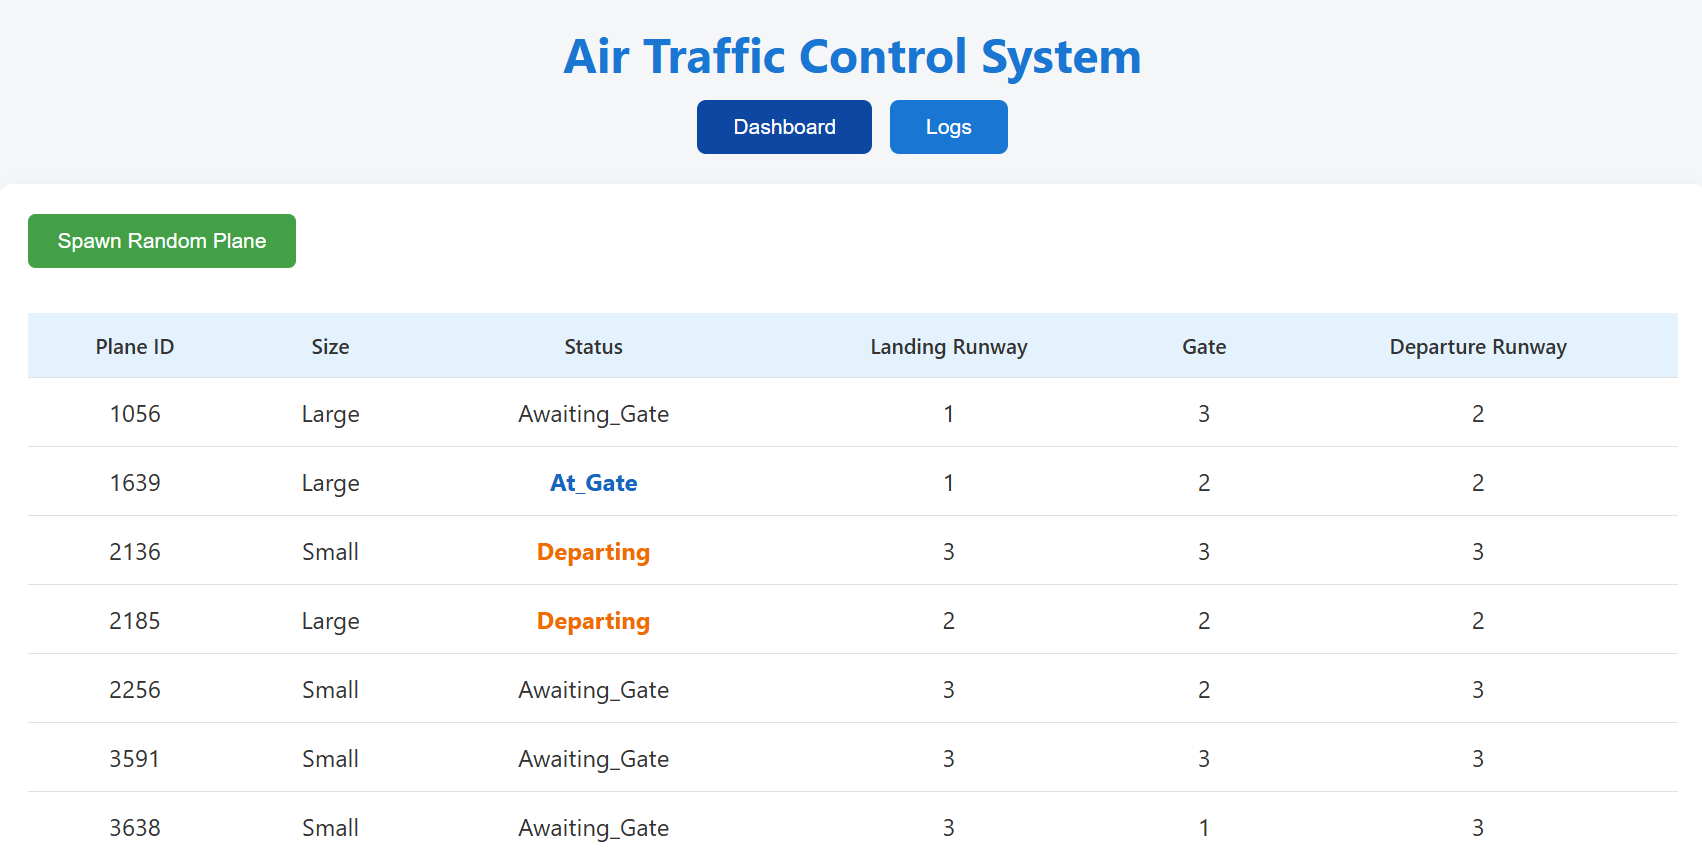 Air Traffic Control System
Dashboard Logs
Spawn Random Plane
Plane ID Size Status Landing Runway Gate Departure Runway
1056 Large Awaiting_Gate 1 3 2
1639 Large At_Gate 1 2 2
2136 Small Departing 3 3 3
2185 Large Departing 2 2 2
2256 Small Awaiting_Gate 3 2 3
3591 Small Awaiting_Gate 3 3 3
3638 Small Awaiting_Gate 3 1 3